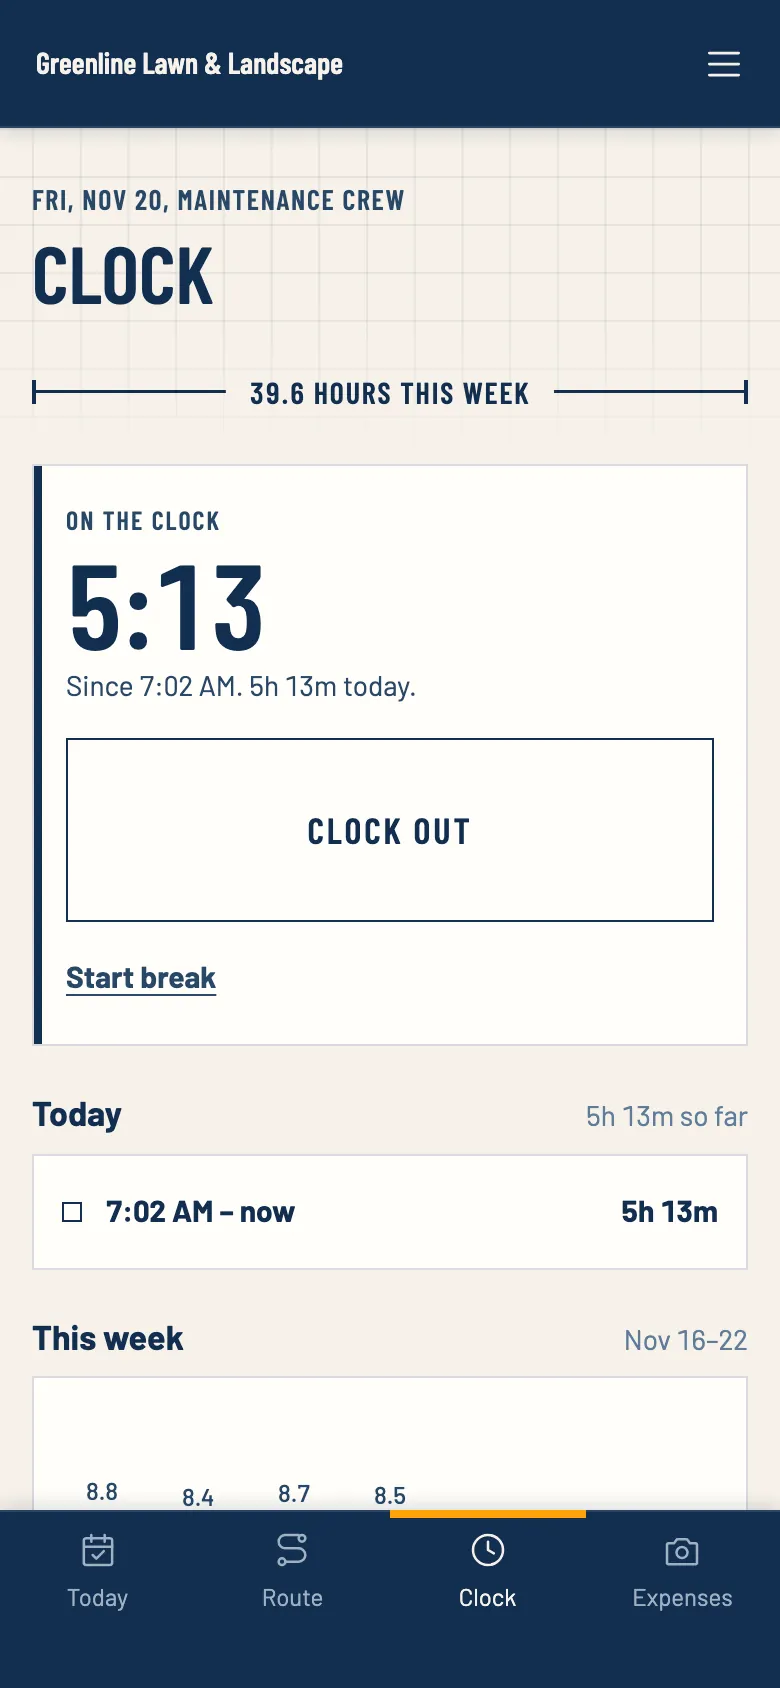 Greenline Lawn & Landscape
FRI, NOV 20, MAINTENANCE CREW
CLOCK
39.6 HOURS THIS WEEK
ON THE CLOCK
5:13
Since 7:02 AM. 5h 13m today.
CLOCK OUT
Start break
Today 5h 13m so far
7:02 AM – now 5h 13m
This week Nov 16–22
8.8 8.4 8.7 8.5
Today Route Clock Expenses